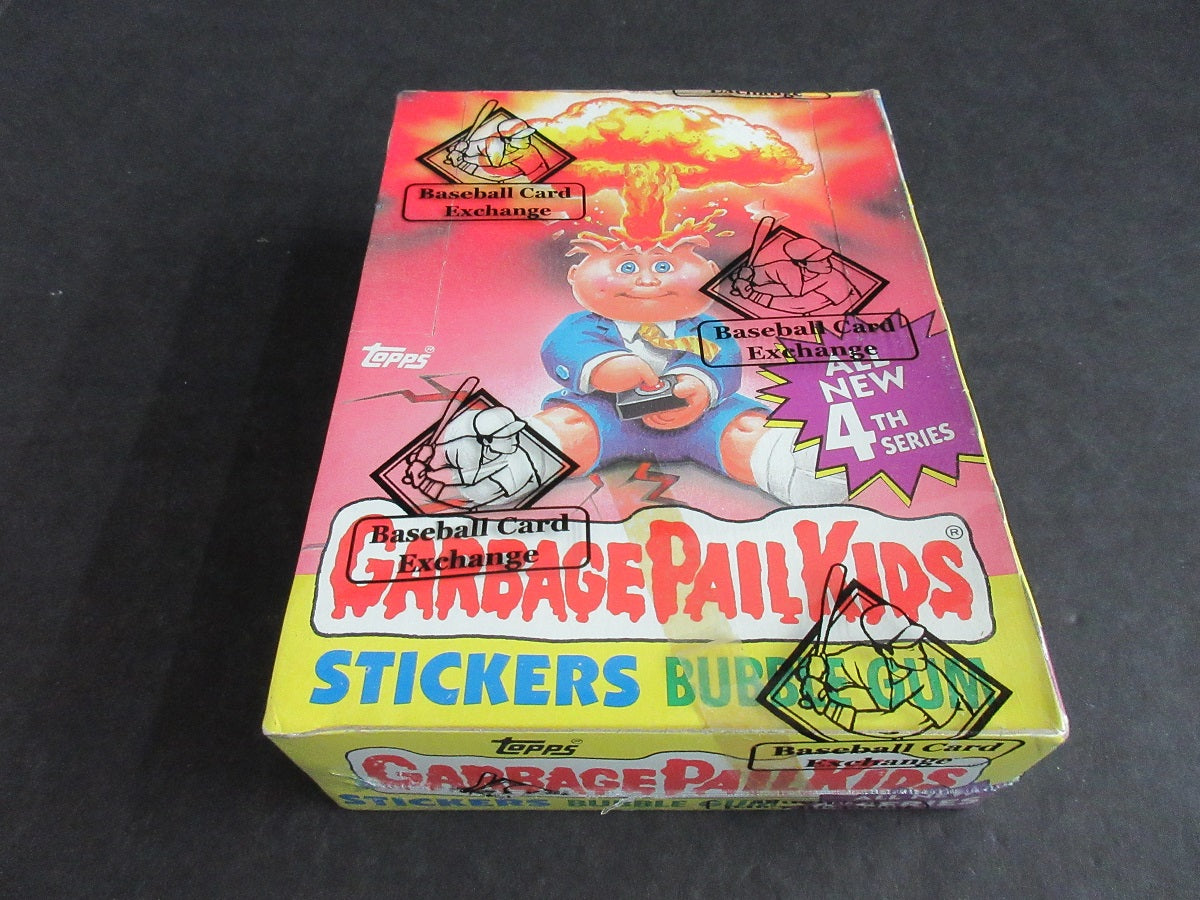 Exchange
Baseball Card
Exchange
Baseball Card
Exchange
TOPPS®
ALL
NEW
4TH
SERIES
Baseball Card
Exchange
GARBAGE PAIL KIDS®
STICKERS BUBBLE GUM
Baseball Card
Exchange
TOPPS®
GARBAGE PAIL KIDS
STICKERS BUBBLE GUM